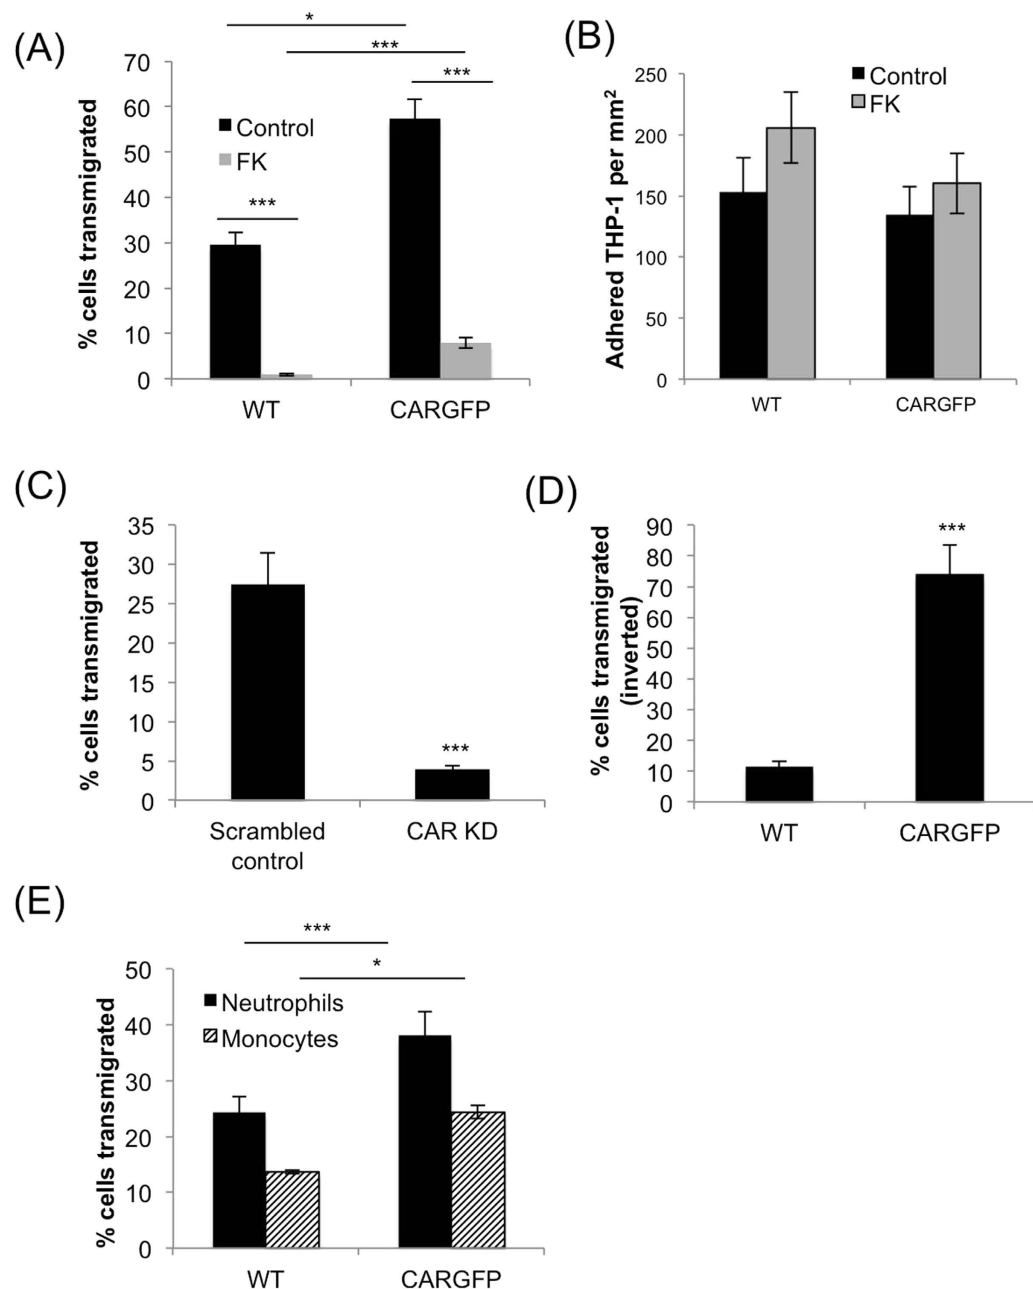 (A)
*
***
***
70
60
50
40
30
20
10
0
% cells transmigrated
Control
FK
***
WT
CARGFP
(B)
250
200
150
100
50
0
Adhered THP-1 per mm²
Control
FK
WT
CARGFP
(C)
35
30
25
20
15
10
5
0
% cells transmigrated
***
Scrambled
control
CAR KD
(D)
90
80
70
60
50
40
30
20
10
0
% cells transmigrated
(inverted)
***
WT
CARGFP
(E)
***
*
50
40
30
20
10
0
% cells transmigrated
Neutrophils
Monocytes
WT
CARGFP